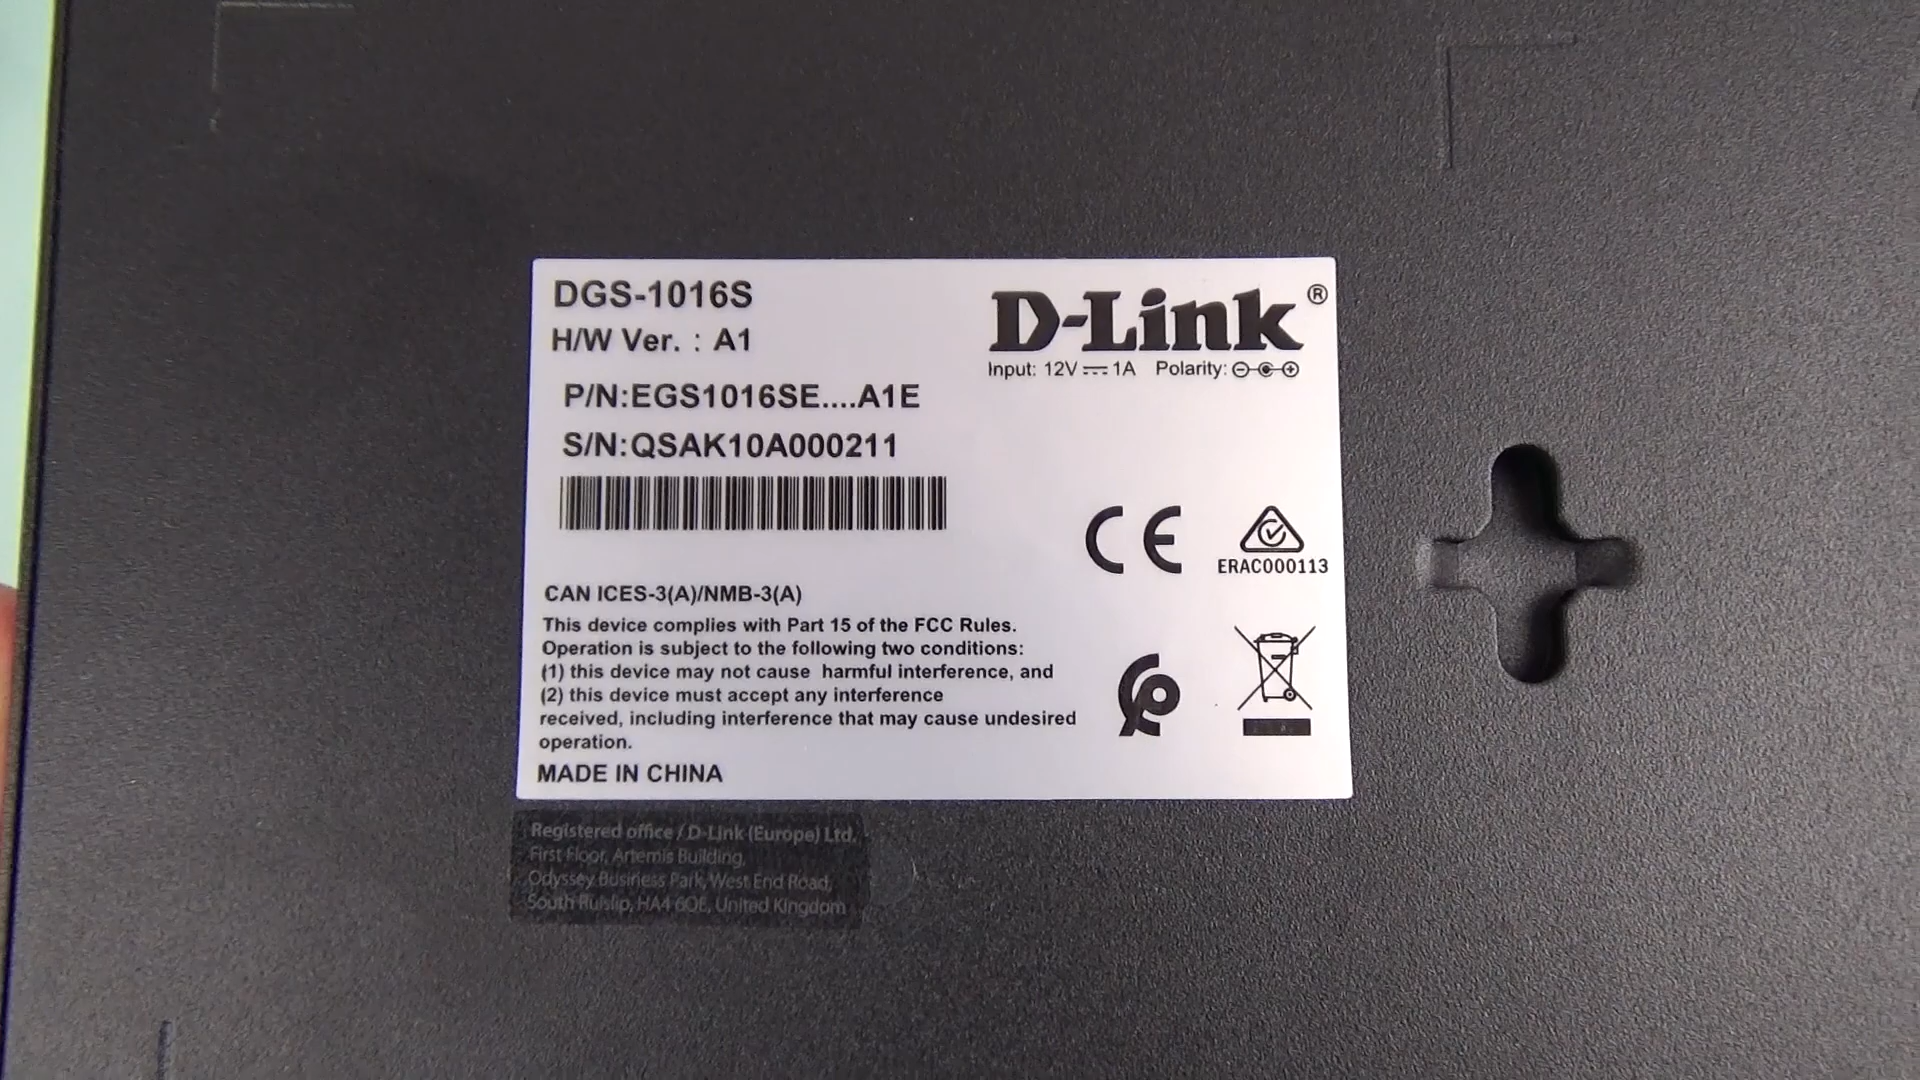 DGS-1016S
H/W Ver. : A1
D-Link®
Input: 12V⎓1A Polarity:
P/N:EGS1016SE....A1E
S/N:QSAK10A000211
CE
ERAC000113
CAN ICES-3(A)/NMB-3(A)
This device complies with Part 15 of the FCC Rules.
Operation is subject to the following two conditions:
(1) this device may not cause harmful interference, and
(2) this device must accept any interference
received, including interference that may cause undesired
operation.
MADE IN CHINA
Registered office / D-Link (Europe) Ltd.
First Floor, Artemis Building,
Odyssey Business Park, West End Road,
South Ruislip, HA4 6QE, United Kingdom